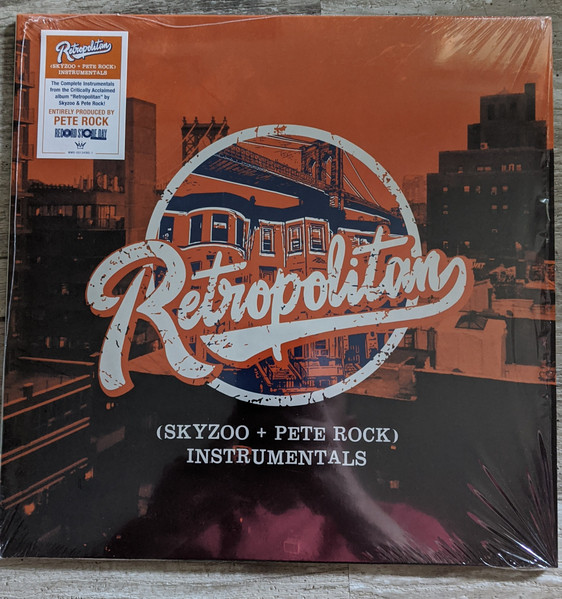 Retropolitan
(SKYZOO + PETE ROCK)
INSTRUMENTALS
The Complete Instrumentals
from the Critically Acclaimed
album "Retropolitan" by
Skyzoo & Pete Rock!
ENTIRELY PRODUCED BY
PETE ROCK
RECORD STORE DAY
Retropolitan
(SKYZOO + PETE ROCK)
INSTRUMENTALS